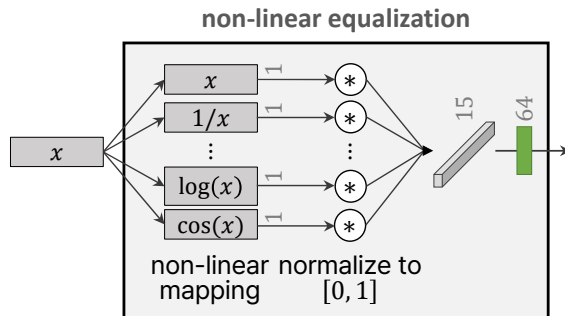 non-linear equalization
x
x
1
*
1/x
1
*
⋮
⋮
log(x)
1
*
cos(x)
1
*
15
64
non-linear
mapping
normalize to
[0, 1]